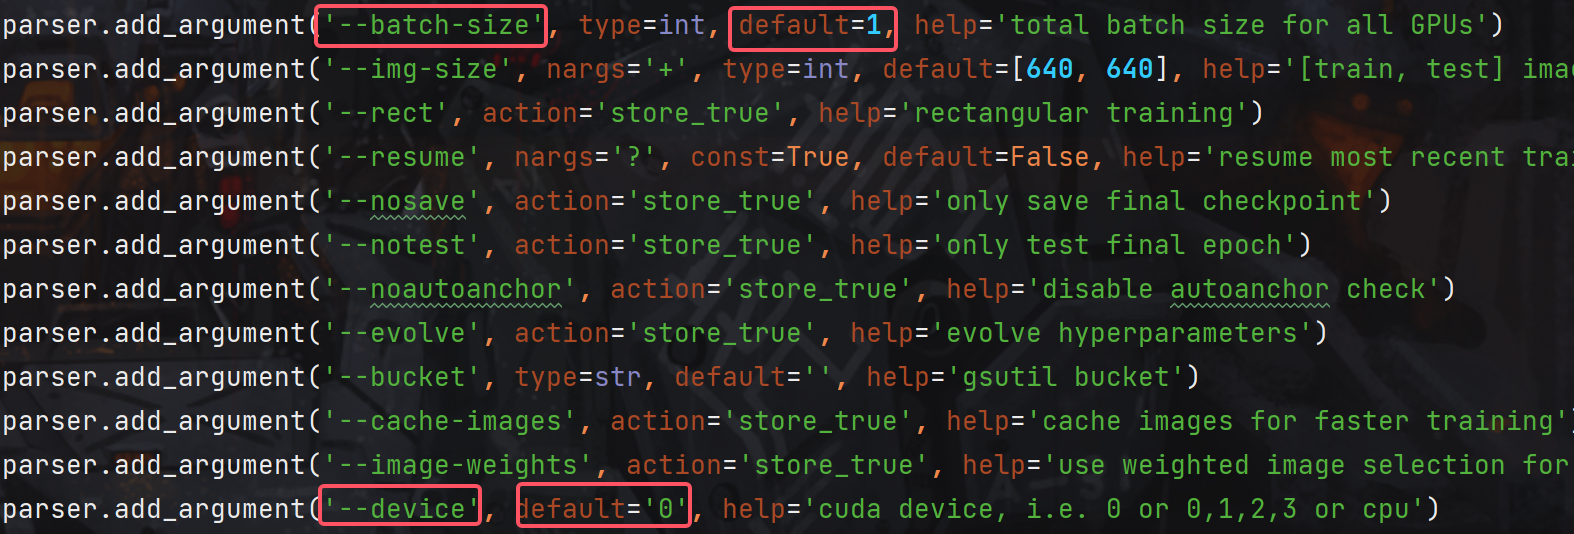 parser.add_argument('--batch-size', type=int, default=1, help='total batch size for all GPUs')
parser.add_argument('--img-size', nargs='+', type=int, default=[640, 640], help='[train, test] ima
parser.add_argument('--rect', action='store_true', help='rectangular training')
parser.add_argument('--resume', nargs='?', const=True, default=False, help='resume most recent trai
parser.add_argument('--nosave', action='store_true', help='only save final checkpoint')
parser.add_argument('--notest', action='store_true', help='only test final epoch')
parser.add_argument('--noautoanchor', action='store_true', help='disable autoanchor check')
parser.add_argument('--evolve', action='store_true', help='evolve hyperparameters')
parser.add_argument('--bucket', type=str, default='', help='gsutil bucket')
parser.add_argument('--cache-images', action='store_true', help='cache images for faster training')
parser.add_argument('--image-weights', action='store_true', help='use weighted image selection for
parser.add_argument('--device', default='0', help='cuda device, i.e. 0 or 0,1,2,3 or cpu')